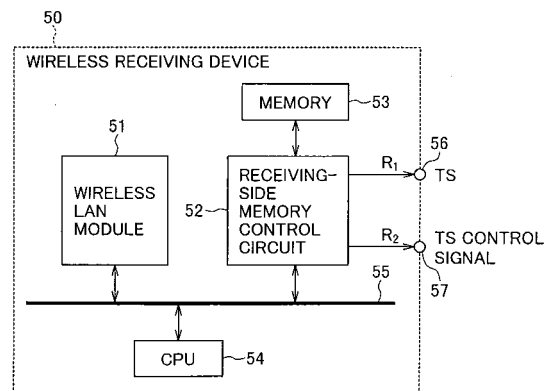 50
WIRELESS RECEIVING DEVICE
MEMORY
53
51
WIRELESS
LAN
MODULE
52
RECEIVING-
SIDE
MEMORY
CONTROL
CIRCUIT
R1
56
TS
R2
TS CONTROL
SIGNAL
57
55
CPU
54